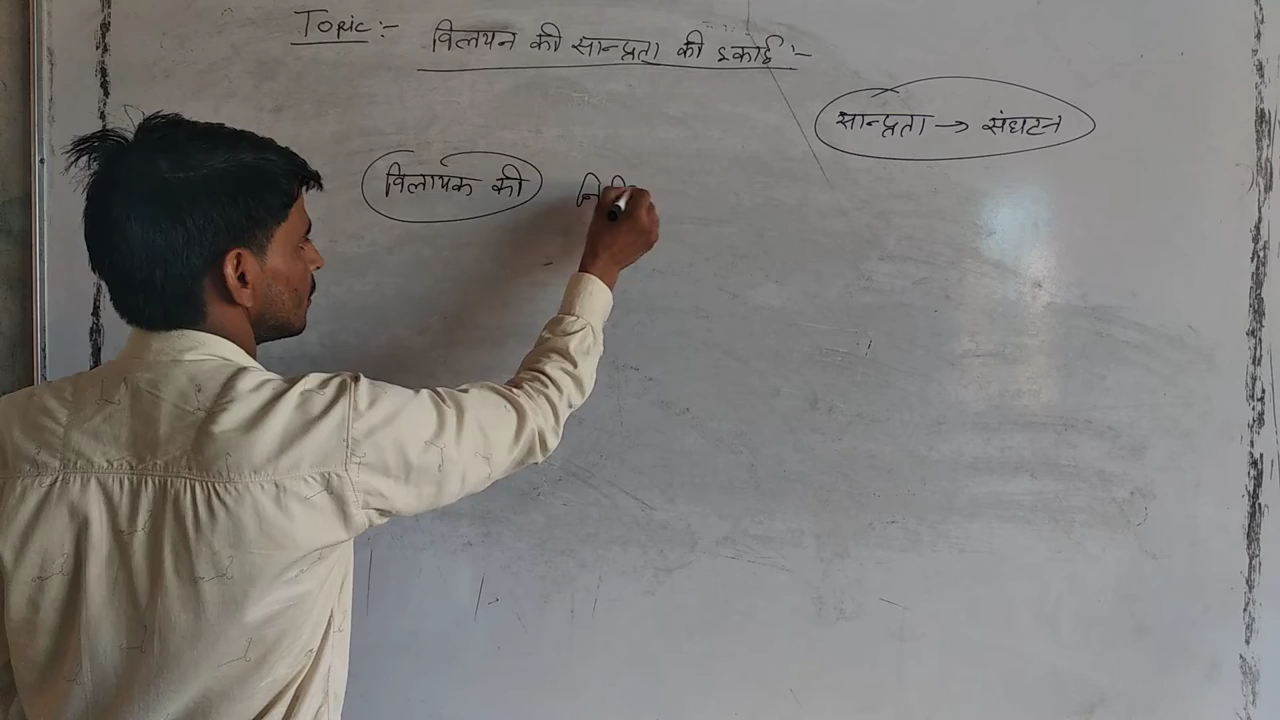 Topic:-
विलयन की सान्द्रता की इकाई :-
सान्द्रता → संघटन
विलायक की